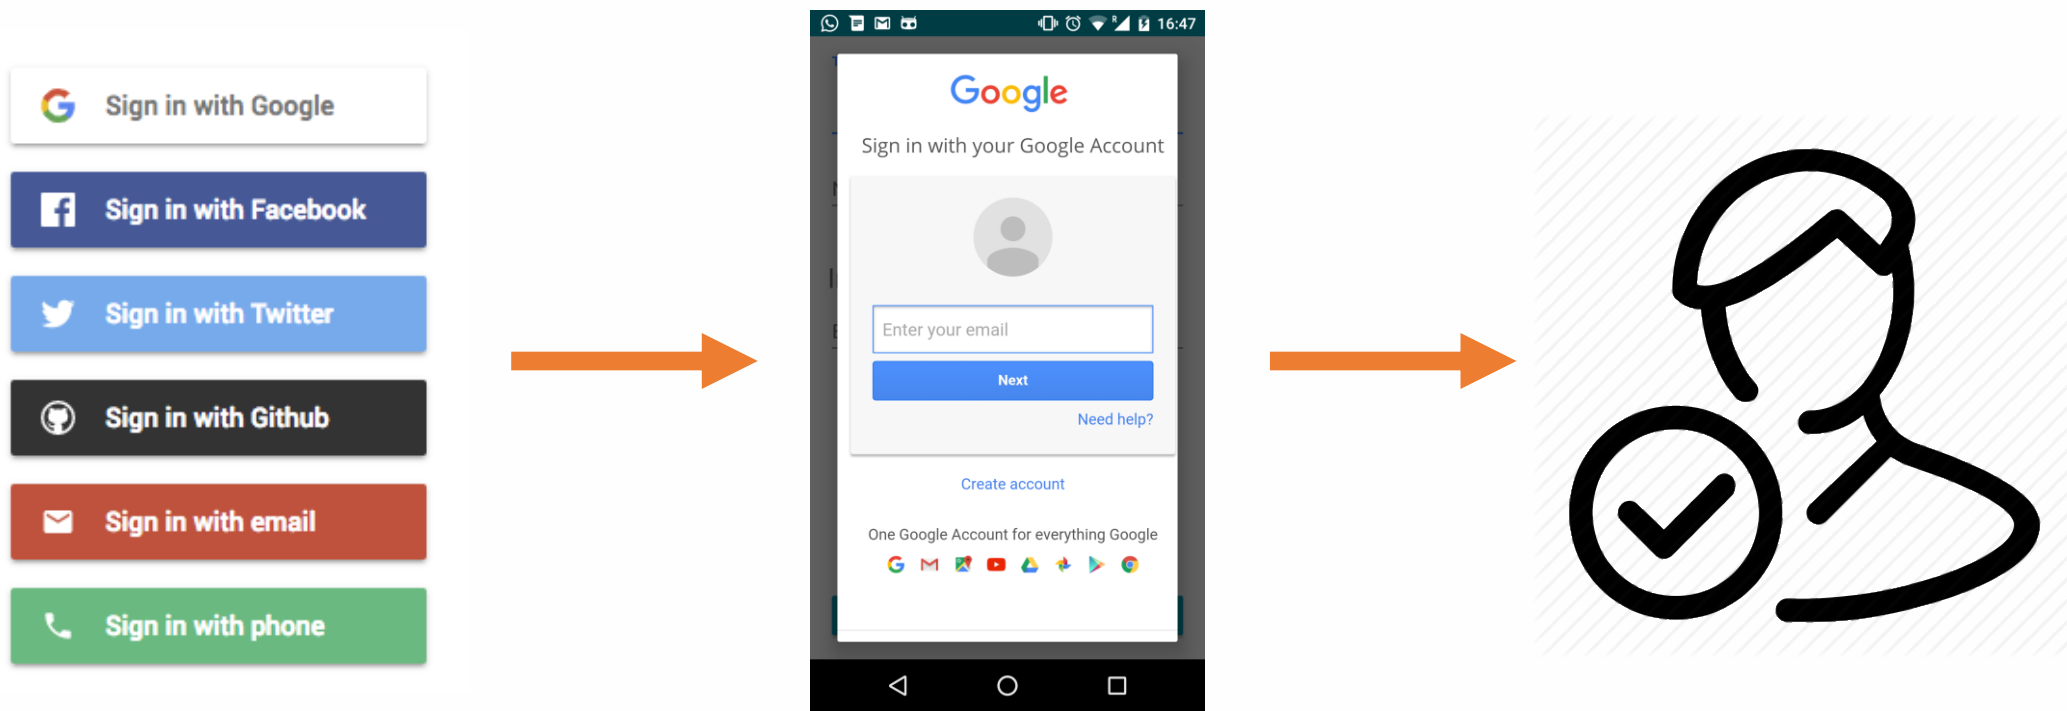 Sign in with Google
Sign in with Facebook
Sign in with Twitter
Sign in with Github
Sign in with email
Sign in with phone
R
16:47
Google
Sign in with your Google Account
Enter your email
Next
Need help?
Create account
One Google Account for everything Google